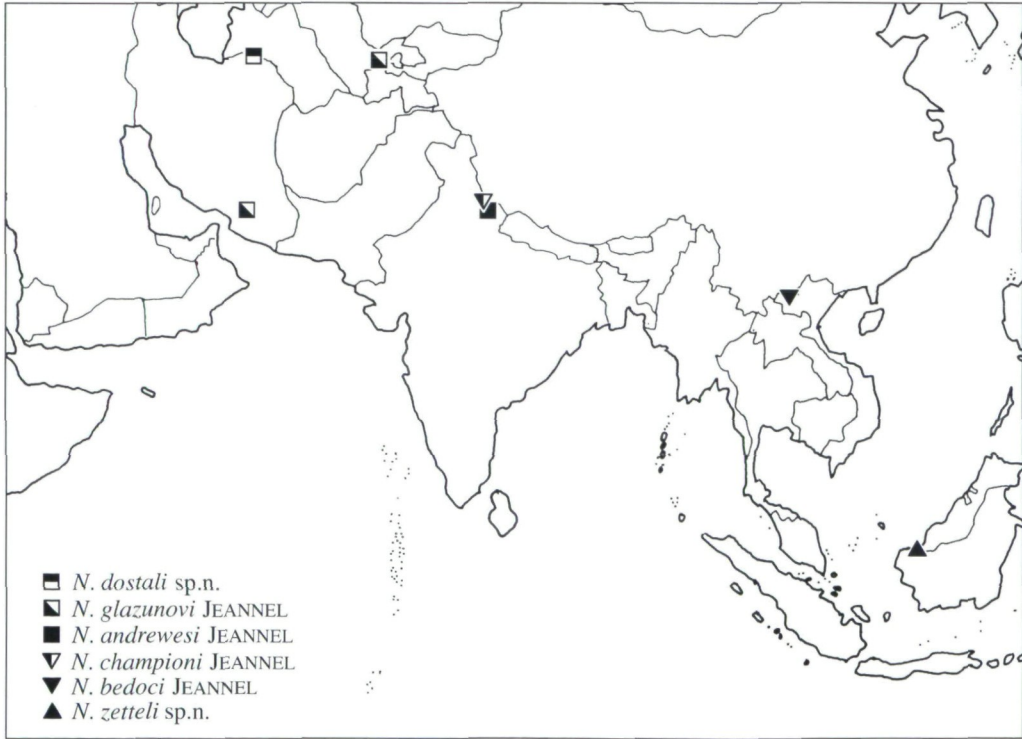 N. dostali sp.n.
N. glazunovi JEANNEL
N. andrewesi JEANNEL
N. championi JEANNEL
N. bedoci JEANNEL
N. zetteli sp.n.